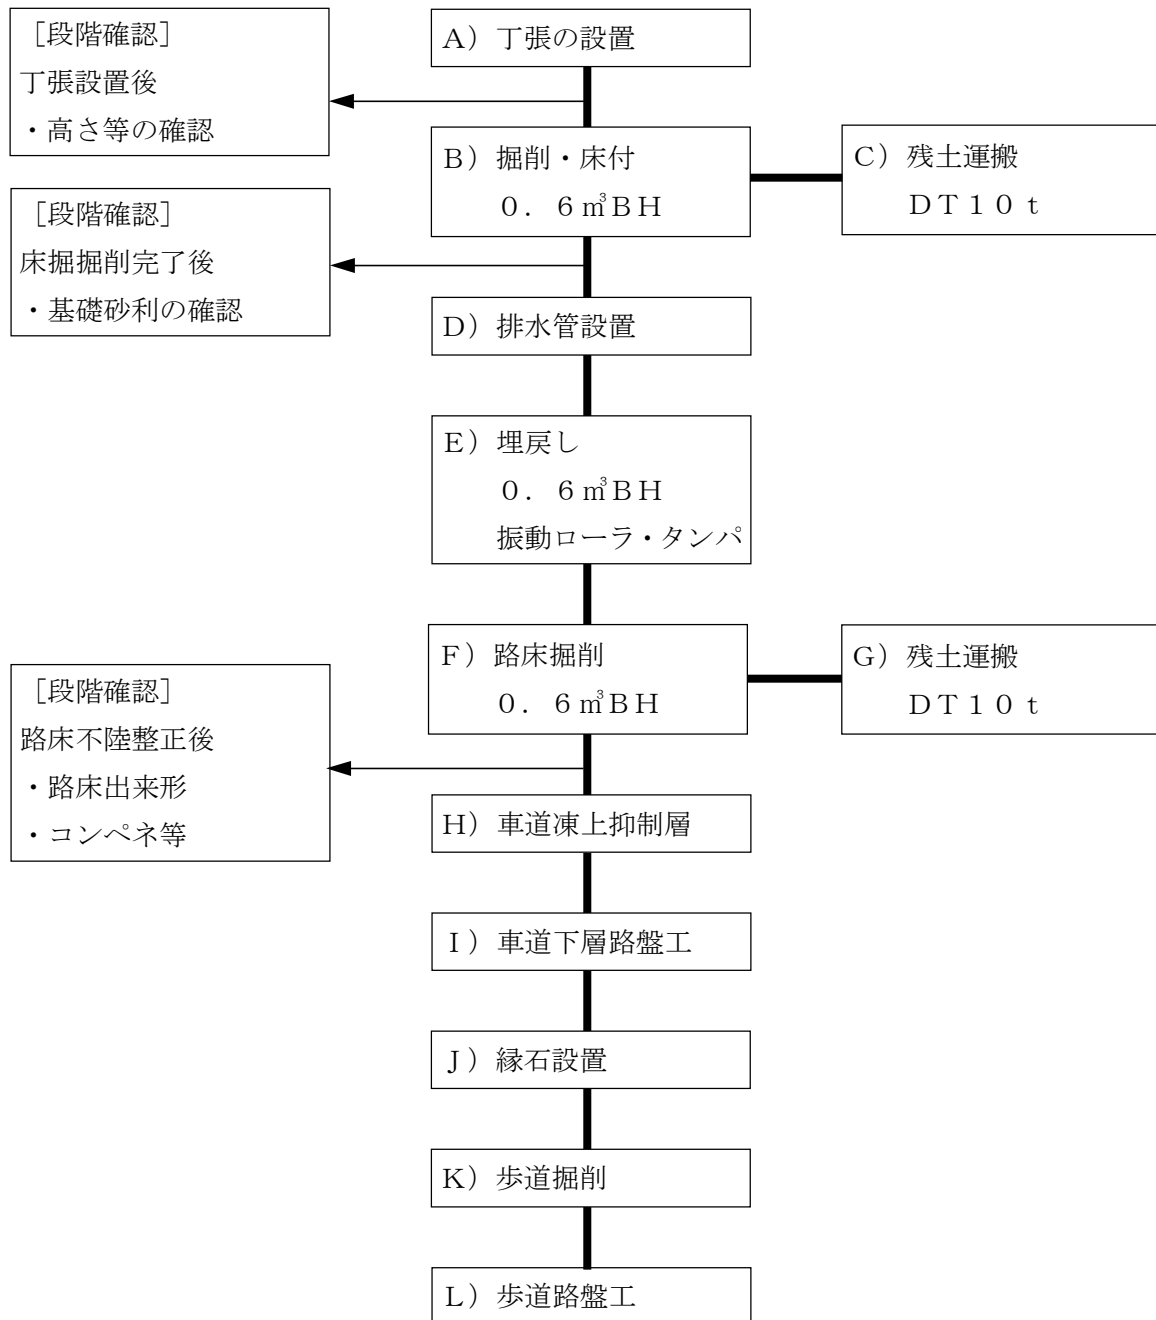 ［段階確認］
丁張設置後
・高さ等の確認
A）丁張の設置
B）掘削・床付
０．６㎥ＢＨ
C）残土運搬
ＤＴ１０ｔ
［段階確認］
床掘掘削完了後
・基礎砂利の確認
D）排水管設置
E）埋戻し
０．６㎥ＢＨ
振動ローラ・タンパ
F）路床掘削
０．６㎥ＢＨ
G）残土運搬
ＤＴ１０ｔ
［段階確認］
路床不陸整正後
・路床出来形
・コンペネ等
H）車道凍上抑制層
I）車道下層路盤工
J）縁石設置
K）歩道掘削
L）歩道路盤工